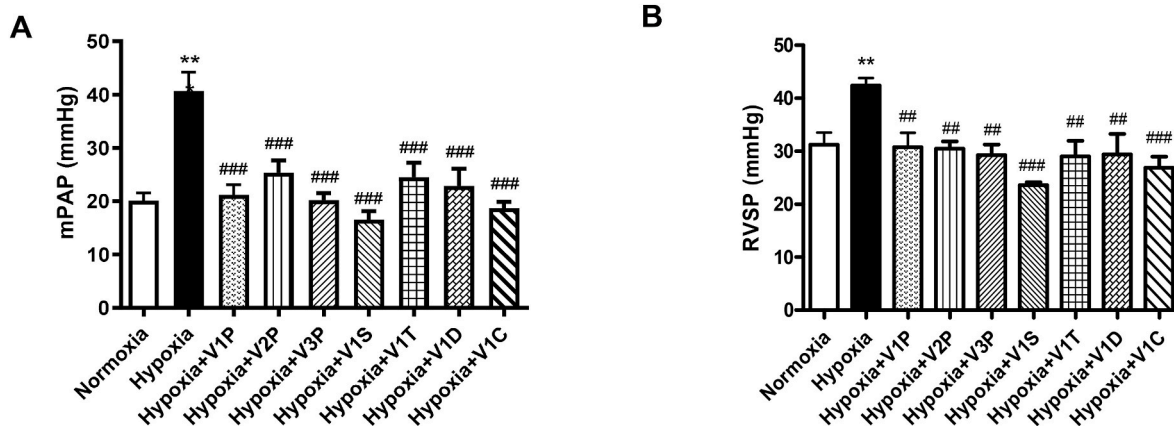 A
mPAP (mmHg)
50
40
30
20
10
0
**
*
###
###
###
###
###
###
###
Normoxia
Hypoxia
Hypoxia+V1P
Hypoxia+V2P
Hypoxia+V3P
Hypoxia+V1S
Hypoxia+V1T
Hypoxia+V1D
Hypoxia+V1C
B
RVSP (mmHg)
50
40
30
20
10
0
**
##
##
##
###
##
##
###
Normoxia
Hypoxia
Hypoxia+V1P
Hypoxia+V2P
Hypoxia+V3P
Hypoxia+V1S
Hypoxia+V1T
Hypoxia+V1D
Hypoxia+V1C